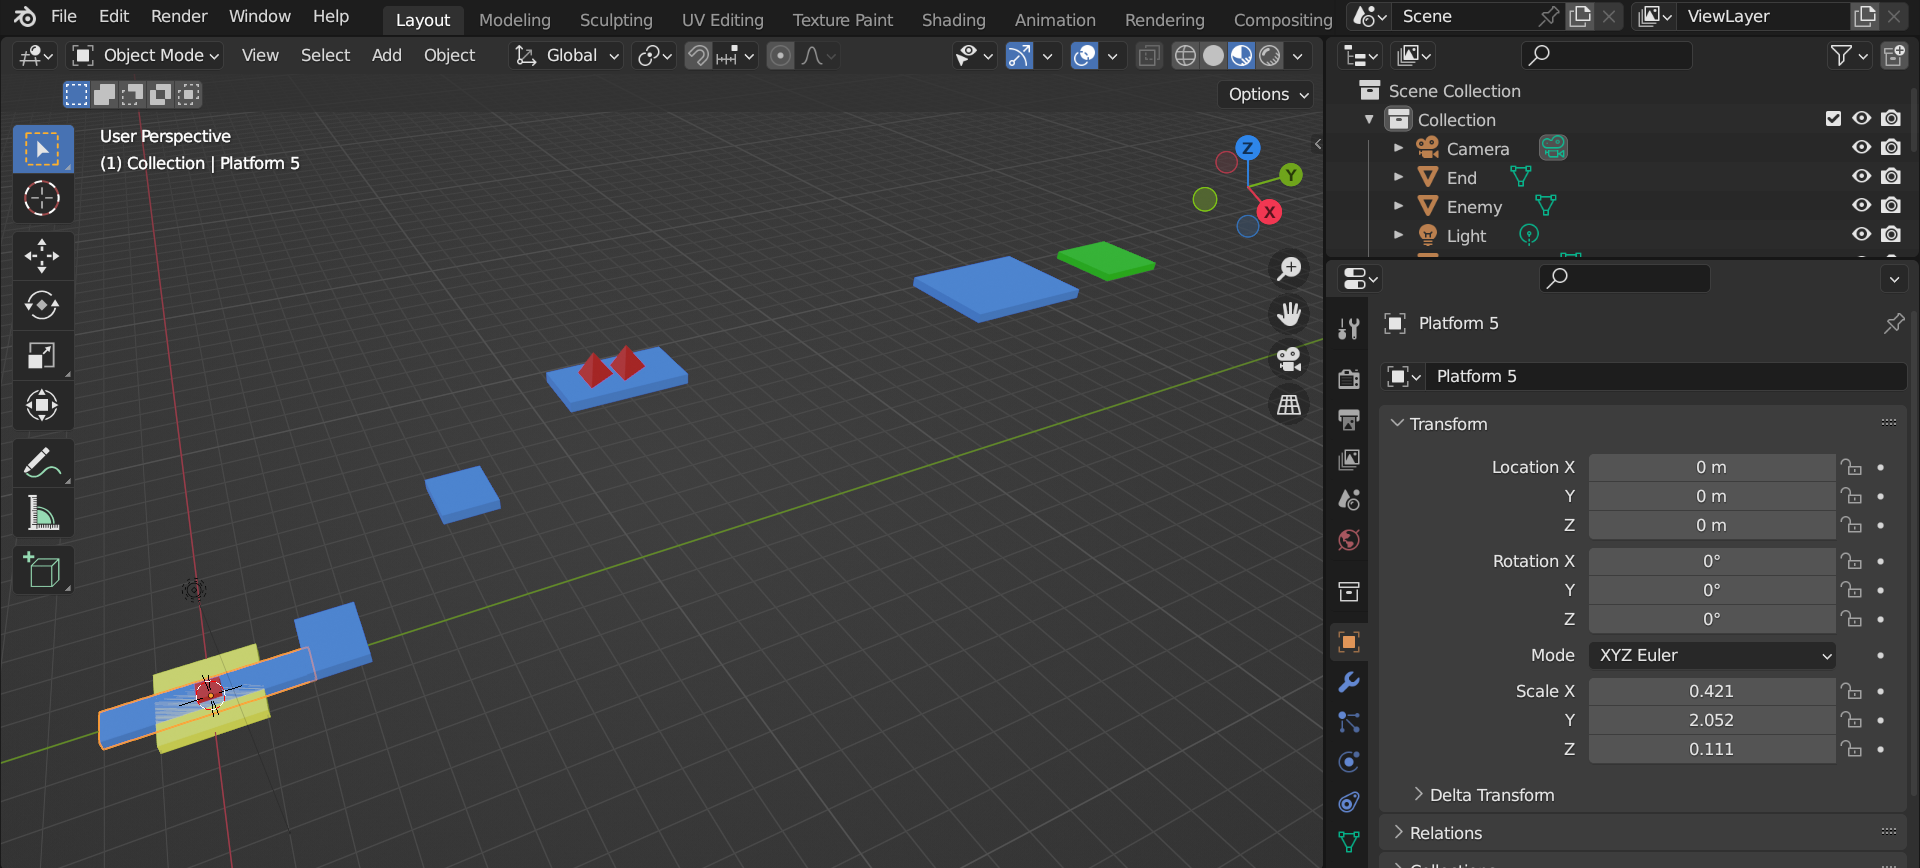 File Edit Render Window Help Layout Modeling Sculpting UV Editing Texture Paint Shading Animation Rendering Compositing Scene ViewLayer
Object Mode View Select Add Object Global
Options
User Perspective
(1) Collection | Platform 5
Z
Y
X
Scene Collection
Collection
Camera
End
Enemy
Light
Platform 5
Platform 5
Transform
Location X 0 m
Y 0 m
Z 0 m
Rotation X 0°
Y 0°
Z 0°
Mode XYZ Euler
Scale X 0.421
Y 2.052
Z 0.111
Delta Transform
Relations